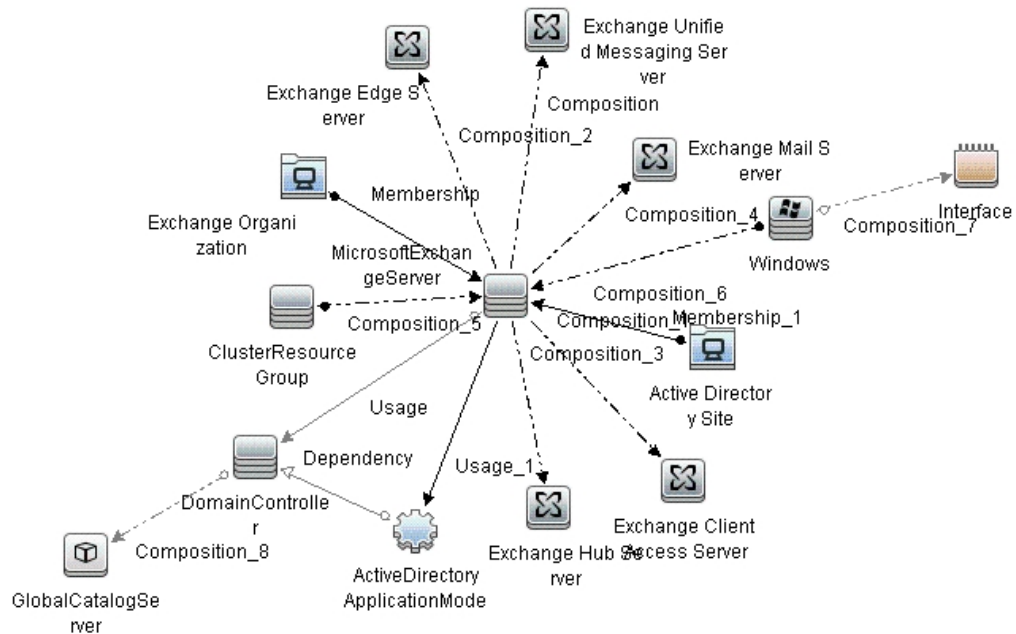 Exchange Unifie
d Messaging Ser
ver
Exchange Edge S
erver
Composition
Composition_2
Exchange Mail S
erver
Membership
Exchange Organi
zation
Composition_4
Interface
Composition_7
MicrosoftExchan
geServer
Windows
Composition_6
Composition_5
Composition_1
Membership_1
ClusterResource
Group
Composition_3
Active Director
y Site
Usage
Dependency
Usage_1
DomainControlle
r
Composition_8
Exchange Client
Access Server
Exchange Hub Se
rver
ActiveDirectory
ApplicationMode
GlobalCatalogSe
rver